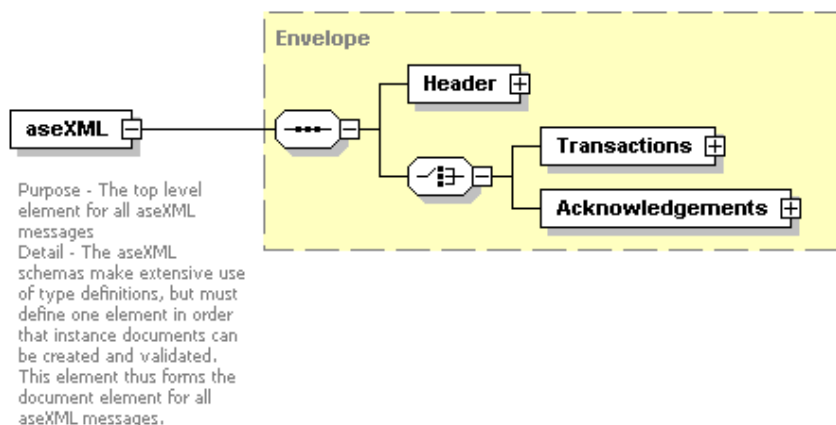 Envelope
Header
aseXML
Transactions
Acknowledgements
Purpose - The top level
element for all aseXML
messages
Detail - The aseXML
schemas make extensive use
of type definitions, but must
define one element in order
that instance documents can
be created and validated.
This element thus forms the
document element for all
aseXML messages.